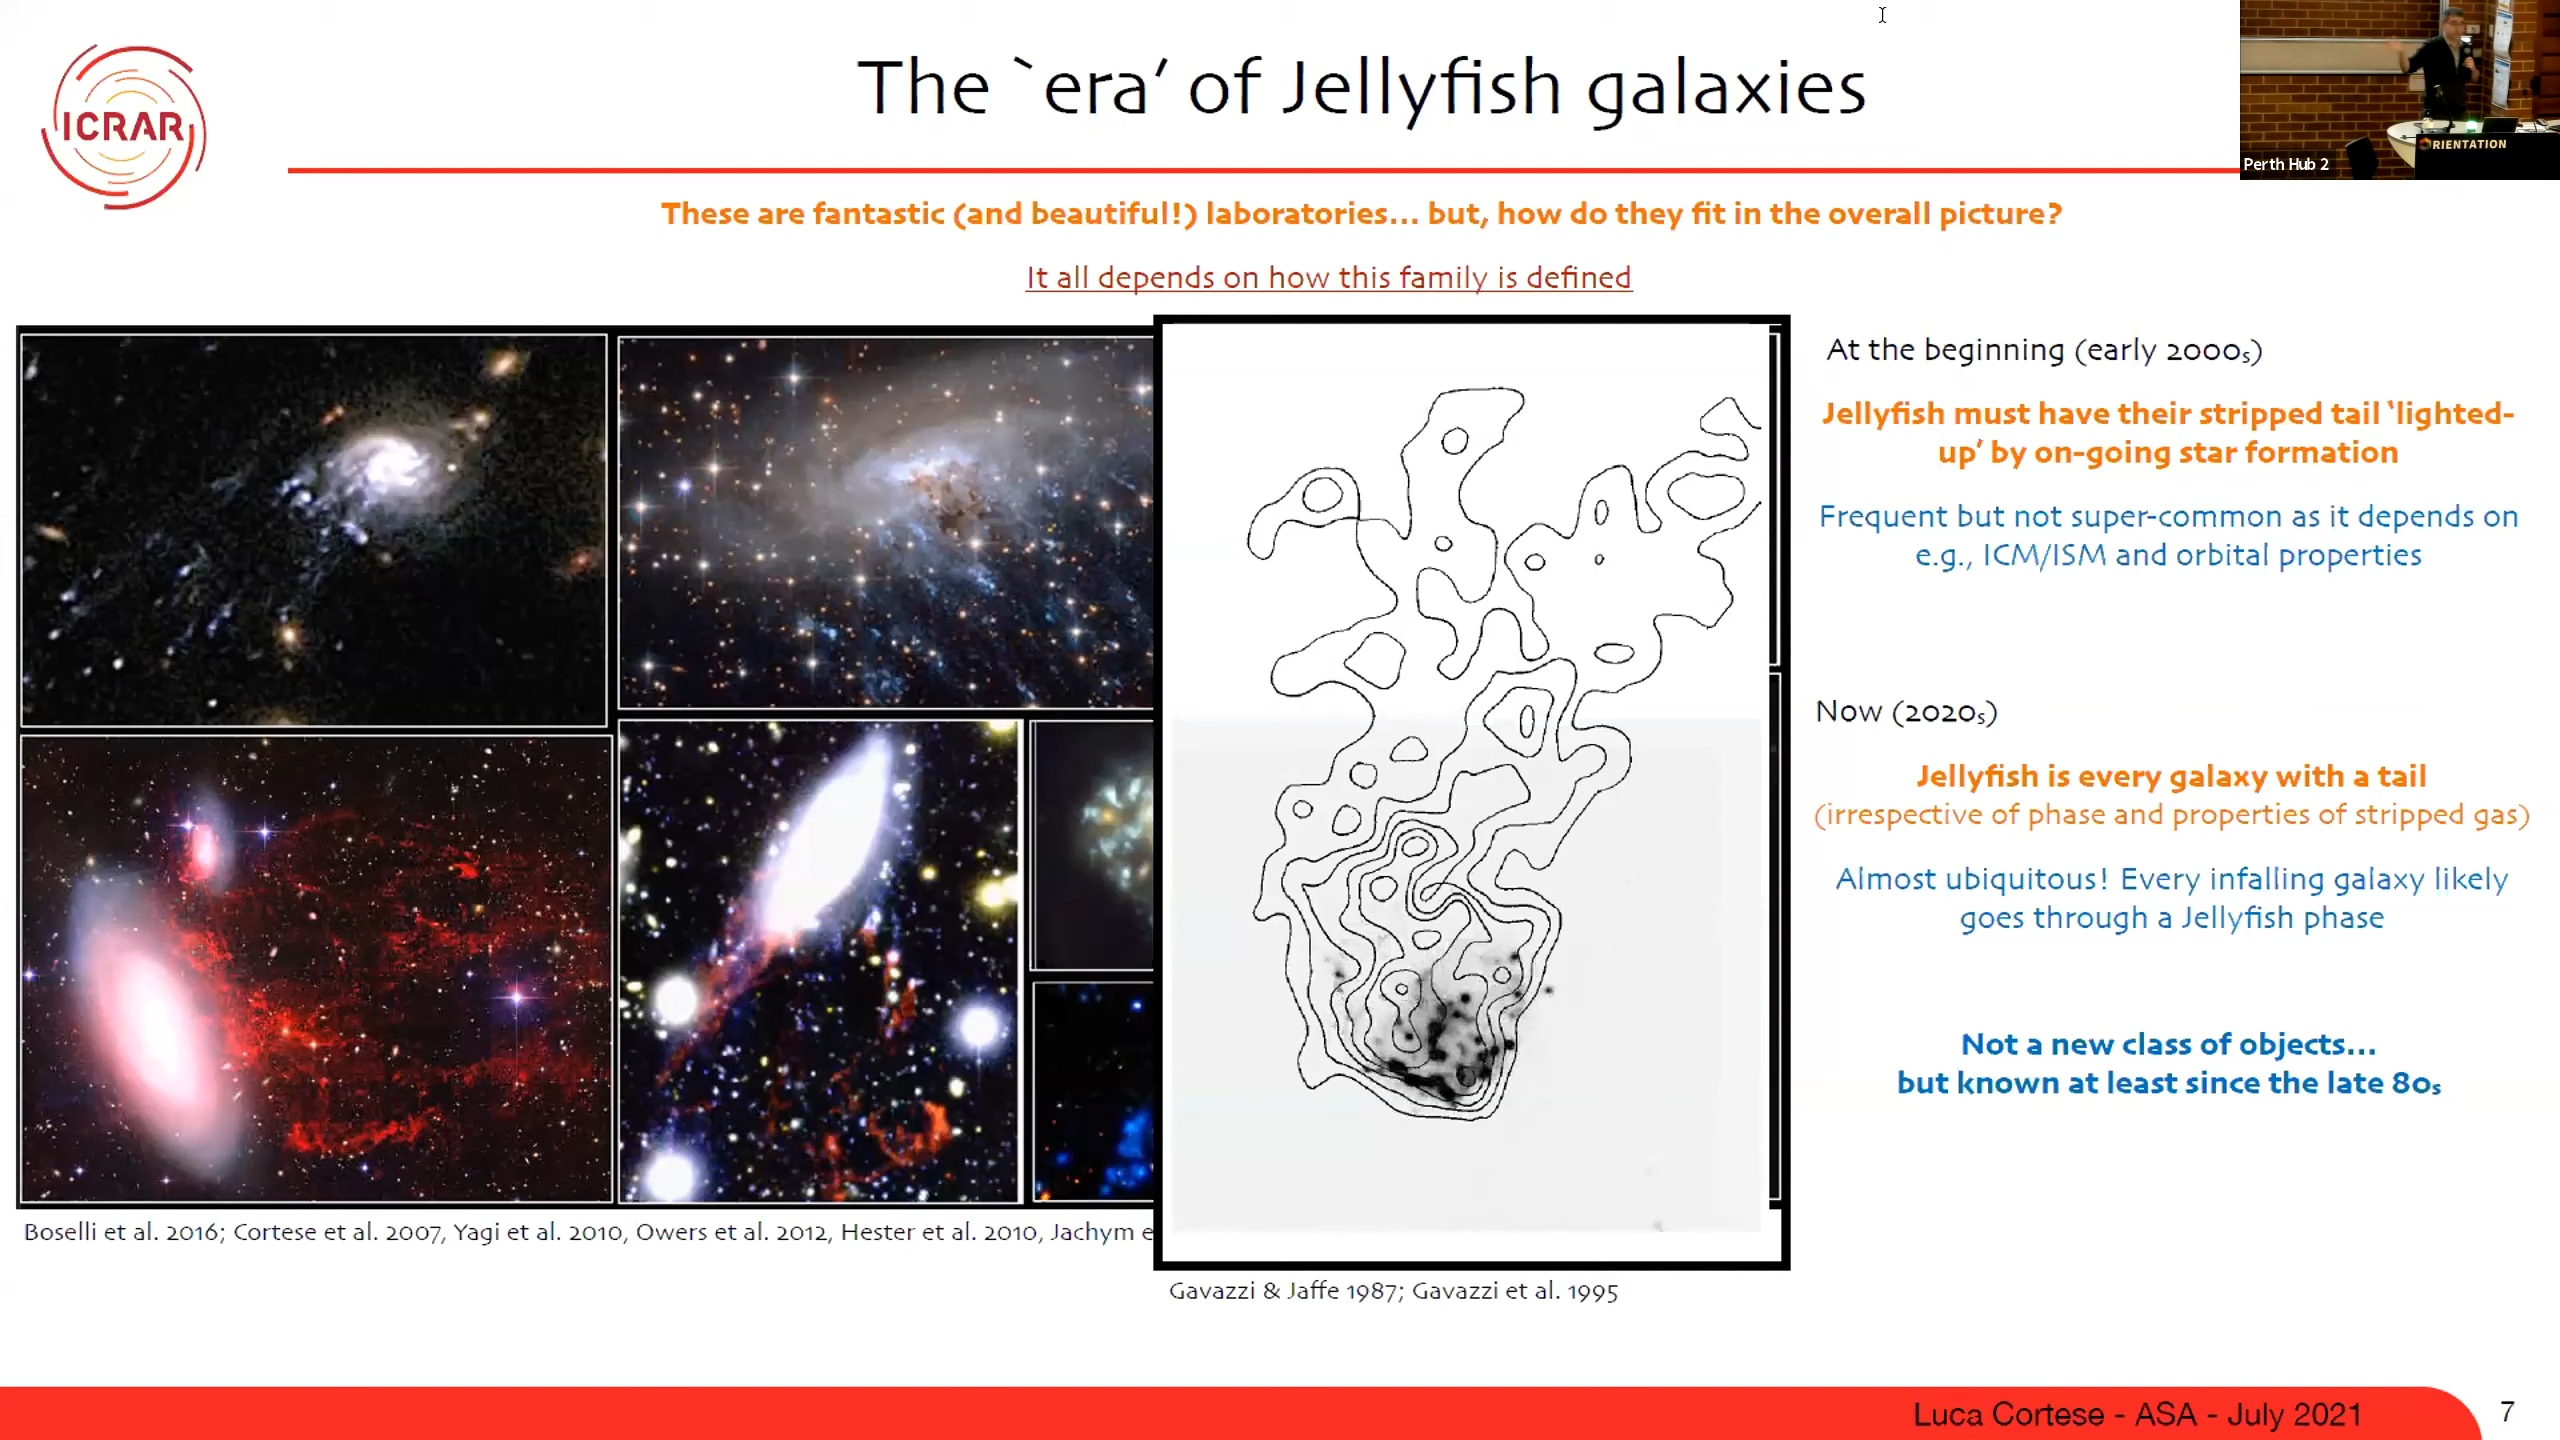 ICRAR
The `era’ of Jellyfish galaxies
RIENTATION
Perth Hub 2
These are fantastic (and beautiful!) laboratories... but, how do they fit in the overall picture?
It all depends on how this family is defined
At the beginning (early 2000s)
Jellyfish must have their stripped tail ‘lighted-
up’ by on-going star formation
Frequent but not super-common as it depends on
e.g., ICM/ISM and orbital properties
Now (2020s)
Jellyfish is every galaxy with a tail
(irrespective of phase and properties of stripped gas)
Almost ubiquitous! Every infalling galaxy likely
goes through a Jellyfish phase
Not a new class of objects...
but known at least since the late 80s
Boselli et al. 2016; Cortese et al. 2007, Yagi et al. 2010, Owers et al. 2012, Hester et al. 2010, Jachym e
Gavazzi & Jaffe 1987; Gavazzi et al. 1995
Luca Cortese - ASA - July 2021
7